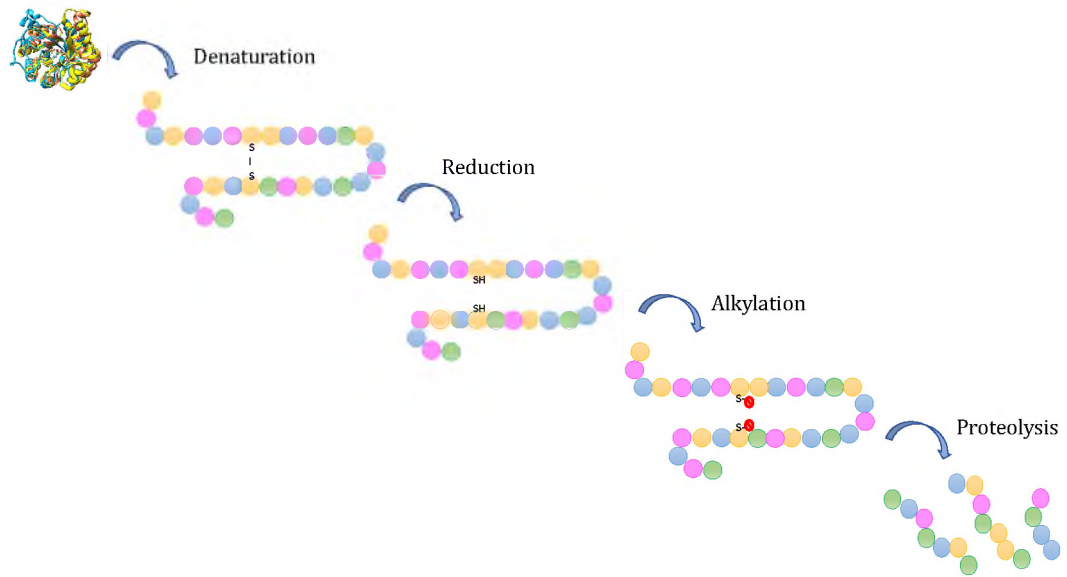 Denaturation
S
S
Reduction
SH
SH
Alkylation
S
S
Proteolysis